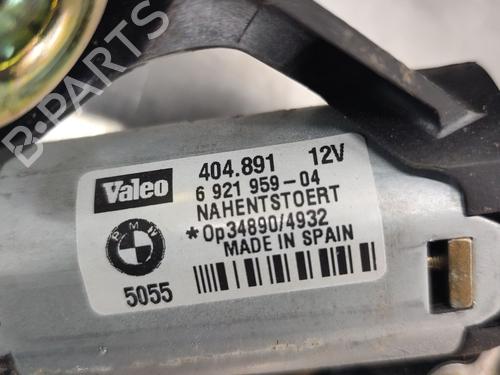 B-PARTS
Valeo
404.891 12V
6 921 959-04
NAHENTSTOERT
*Op34890/4932
MADE IN SPAIN
BMW
5055